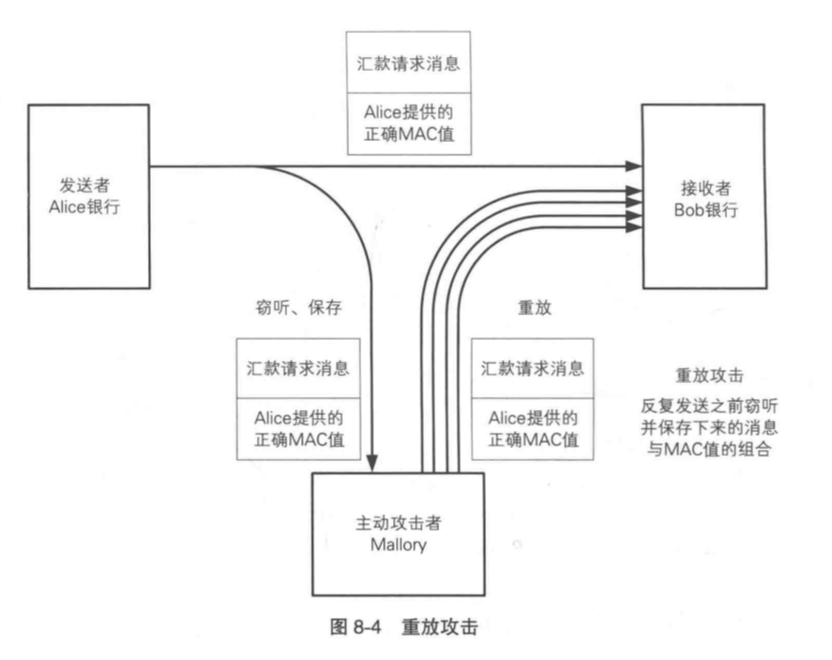 汇款请求消息
Alice提供的
正确MAC值
发送者
Alice银行
接收者
Bob银行
窃听、保存
重放
汇款请求消息
Alice提供的
正确MAC值
汇款请求消息
Alice提供的
正确MAC值
重放攻击
反复发送之前窃听
并保存下来的消息
与MAC值的组合
主动攻击者
Mallory
图 8-4 重放攻击